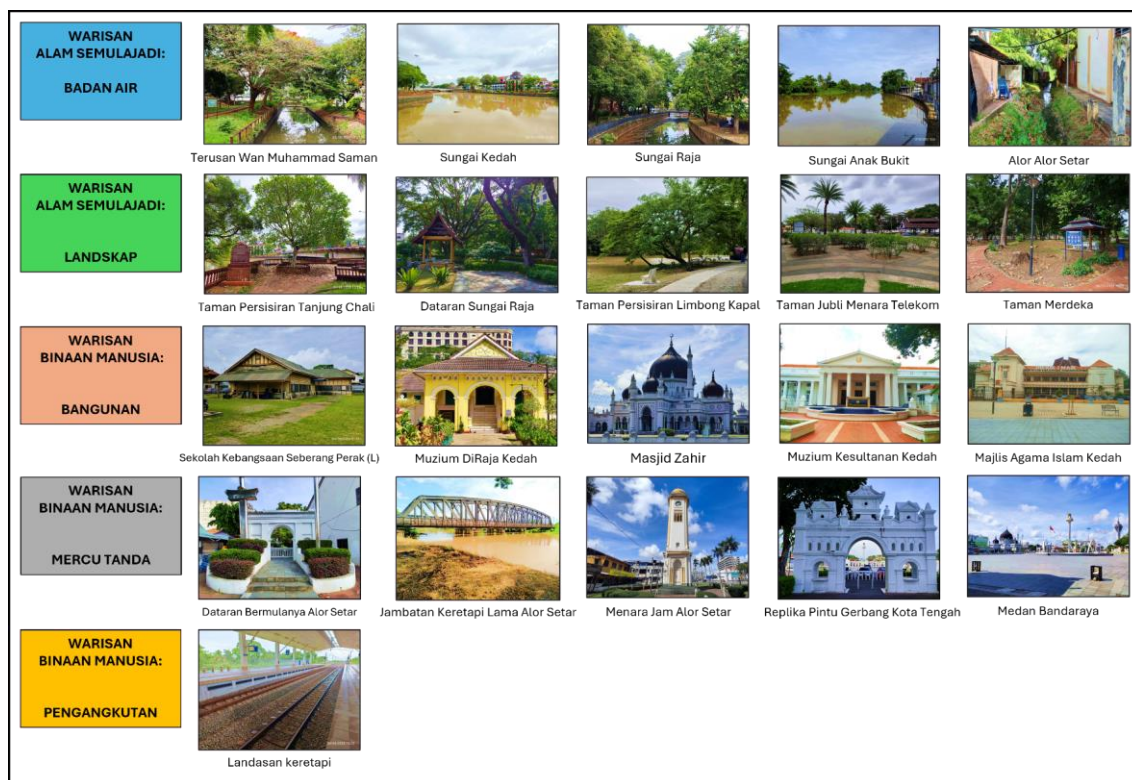 WARISAN
ALAM SEMULAJADI:
BADAN AIR
Terusan Wan Muhammad Saman
Sungai Kedah
Sungai Raja
Sungai Anak Bukit
Alor Alor Setar
WARISAN
ALAM SEMULAJADI:
LANDSKAP
Taman Persisiran Tanjung Chali
Dataran Sungai Raja
Taman Persisiran Limbong Kapal
Taman Jubli Menara Telekom
Taman Merdeka
WARISAN
BINAAN MANUSIA:
BANGUNAN
Sekolah Kebangsaan Seberang Perak (L)
Muzium DiRaja Kedah
Masjid Zahir
Muzium Kesultanan Kedah
Majlis Agama Islam Kedah
WARISAN
BINAAN MANUSIA:
MERCU TANDA
Dataran Bermulanya Alor Setar
Jambatan Keretapi Lama Alor Setar
Menara Jam Alor Setar
Replika Pintu Gerbang Kota Tengah
Medan Bandaraya
WARISAN
BINAAN MANUSIA:
PENGANGKUTAN
Landasan keretapi